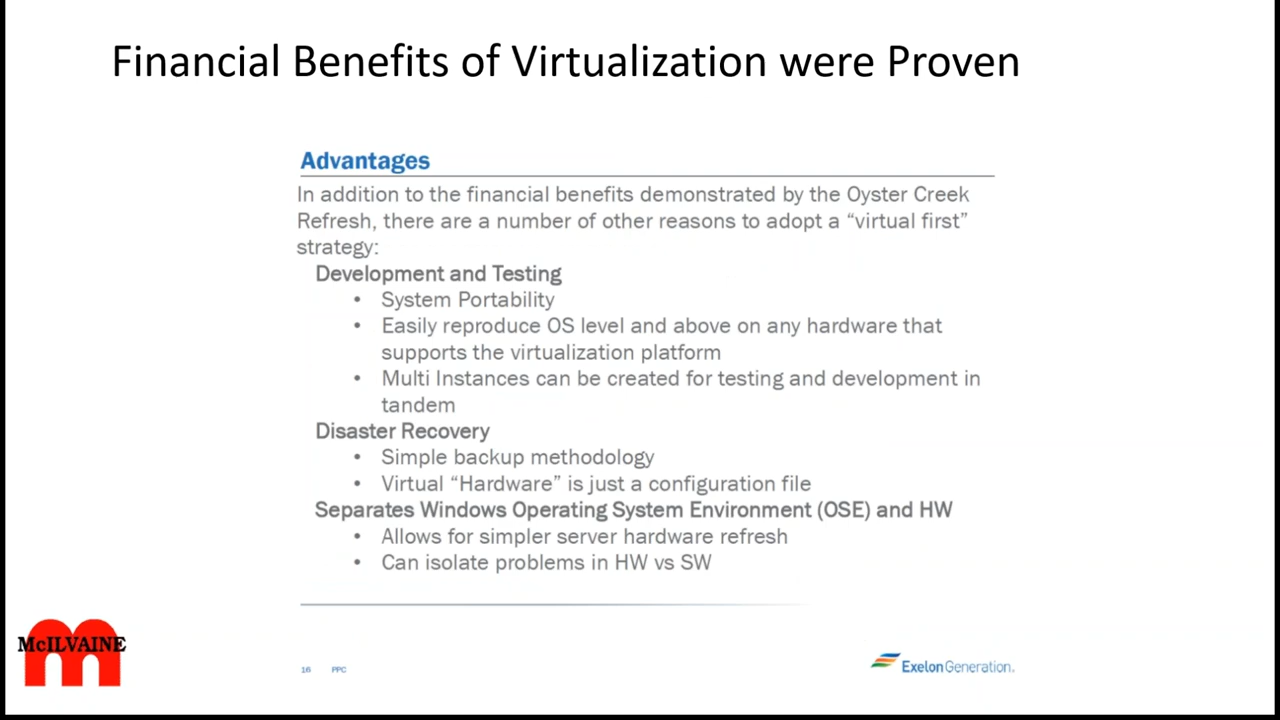 Financial Benefits of Virtualization were Proven
Advantages
In addition to the financial benefits demonstrated by the Oyster Creek
Refresh, there are a number of other reasons to adopt a “virtual first”
strategy:
Development and Testing
• System Portability
• Easily reproduce OS level and above on any hardware that
supports the virtualization platform
• Multi Instances can be created for testing and development in
tandem
Disaster Recovery
• Simple backup methodology
• Virtual “Hardware” is just a configuration file
Separates Windows Operating System Environment (OSE) and HW
• Allows for simpler server hardware refresh
• Can isolate problems in HW vs SW
McILVAINE
16 PPC
Exelon Generation.